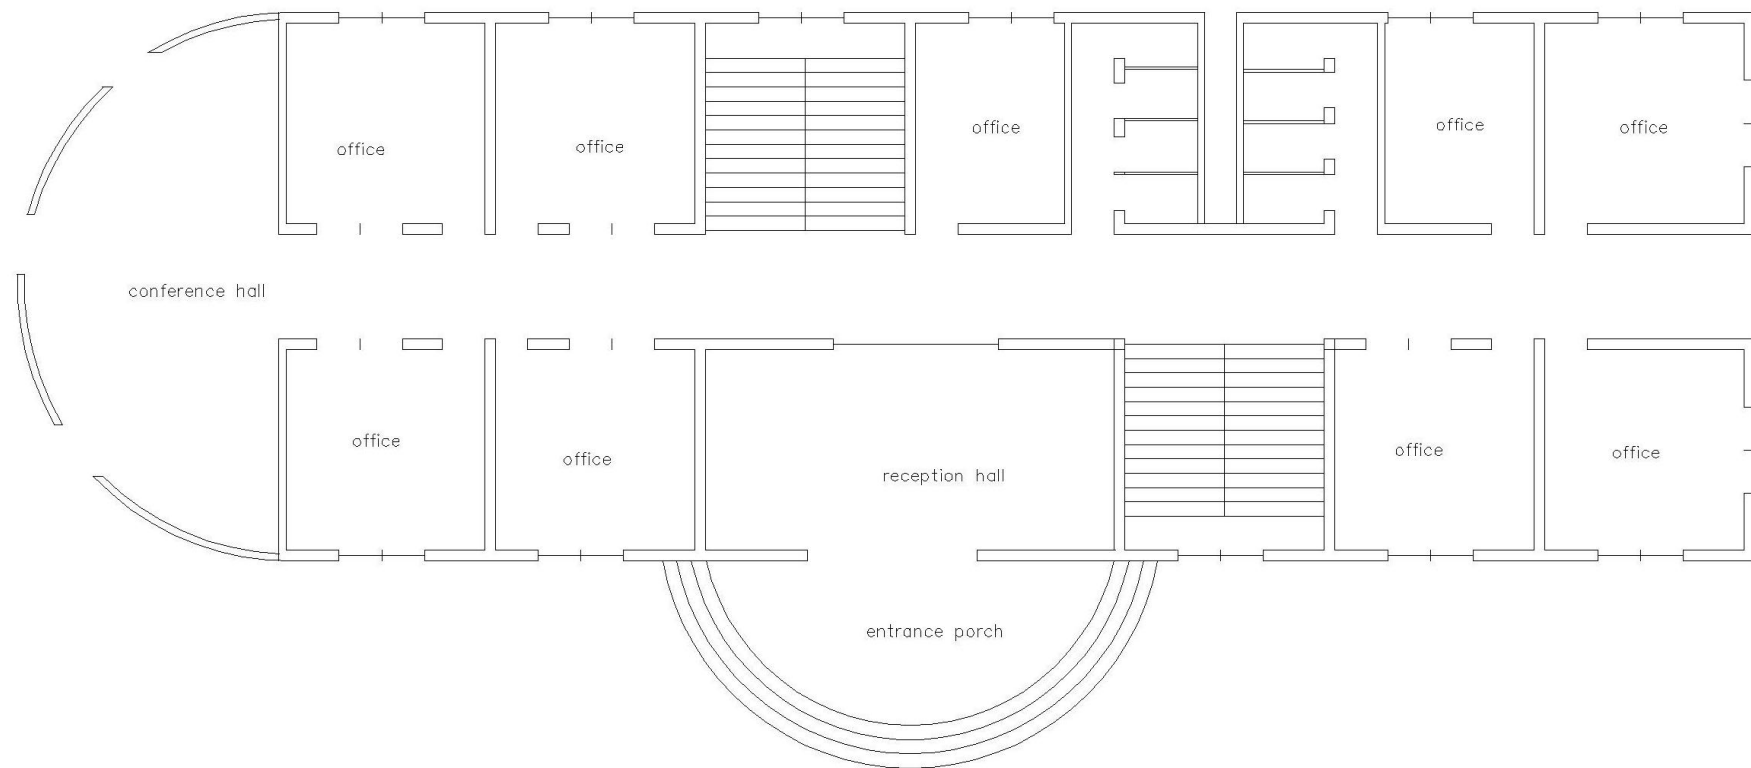 office
office
office
office
office
conference hall
office
office
reception hall
office
office
entrance porch